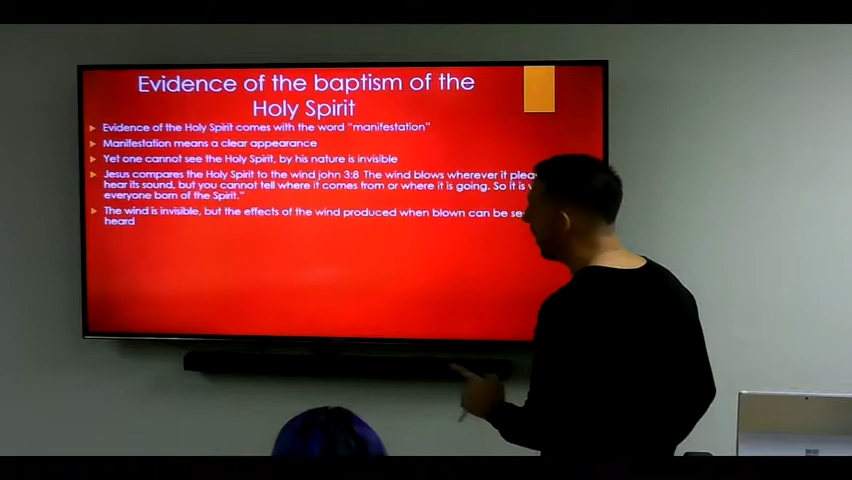 Evidence of the baptism of the
Holy Spirit
Evidence of the Holy Spirit comes with the word "manifestation"
Manifestation means a clear appearance
Yet one cannot see the Holy Spirit, by his nature is invisible
Jesus compares the Holy Spirit to the wind john 3:8 The wind blows wherever it
hear its sound, but you cannot tell where it comes from or where it is going. So it is
everyone born of the Spirit."
The wind is invisible, but the effects of the wind produced when blown can be
heard